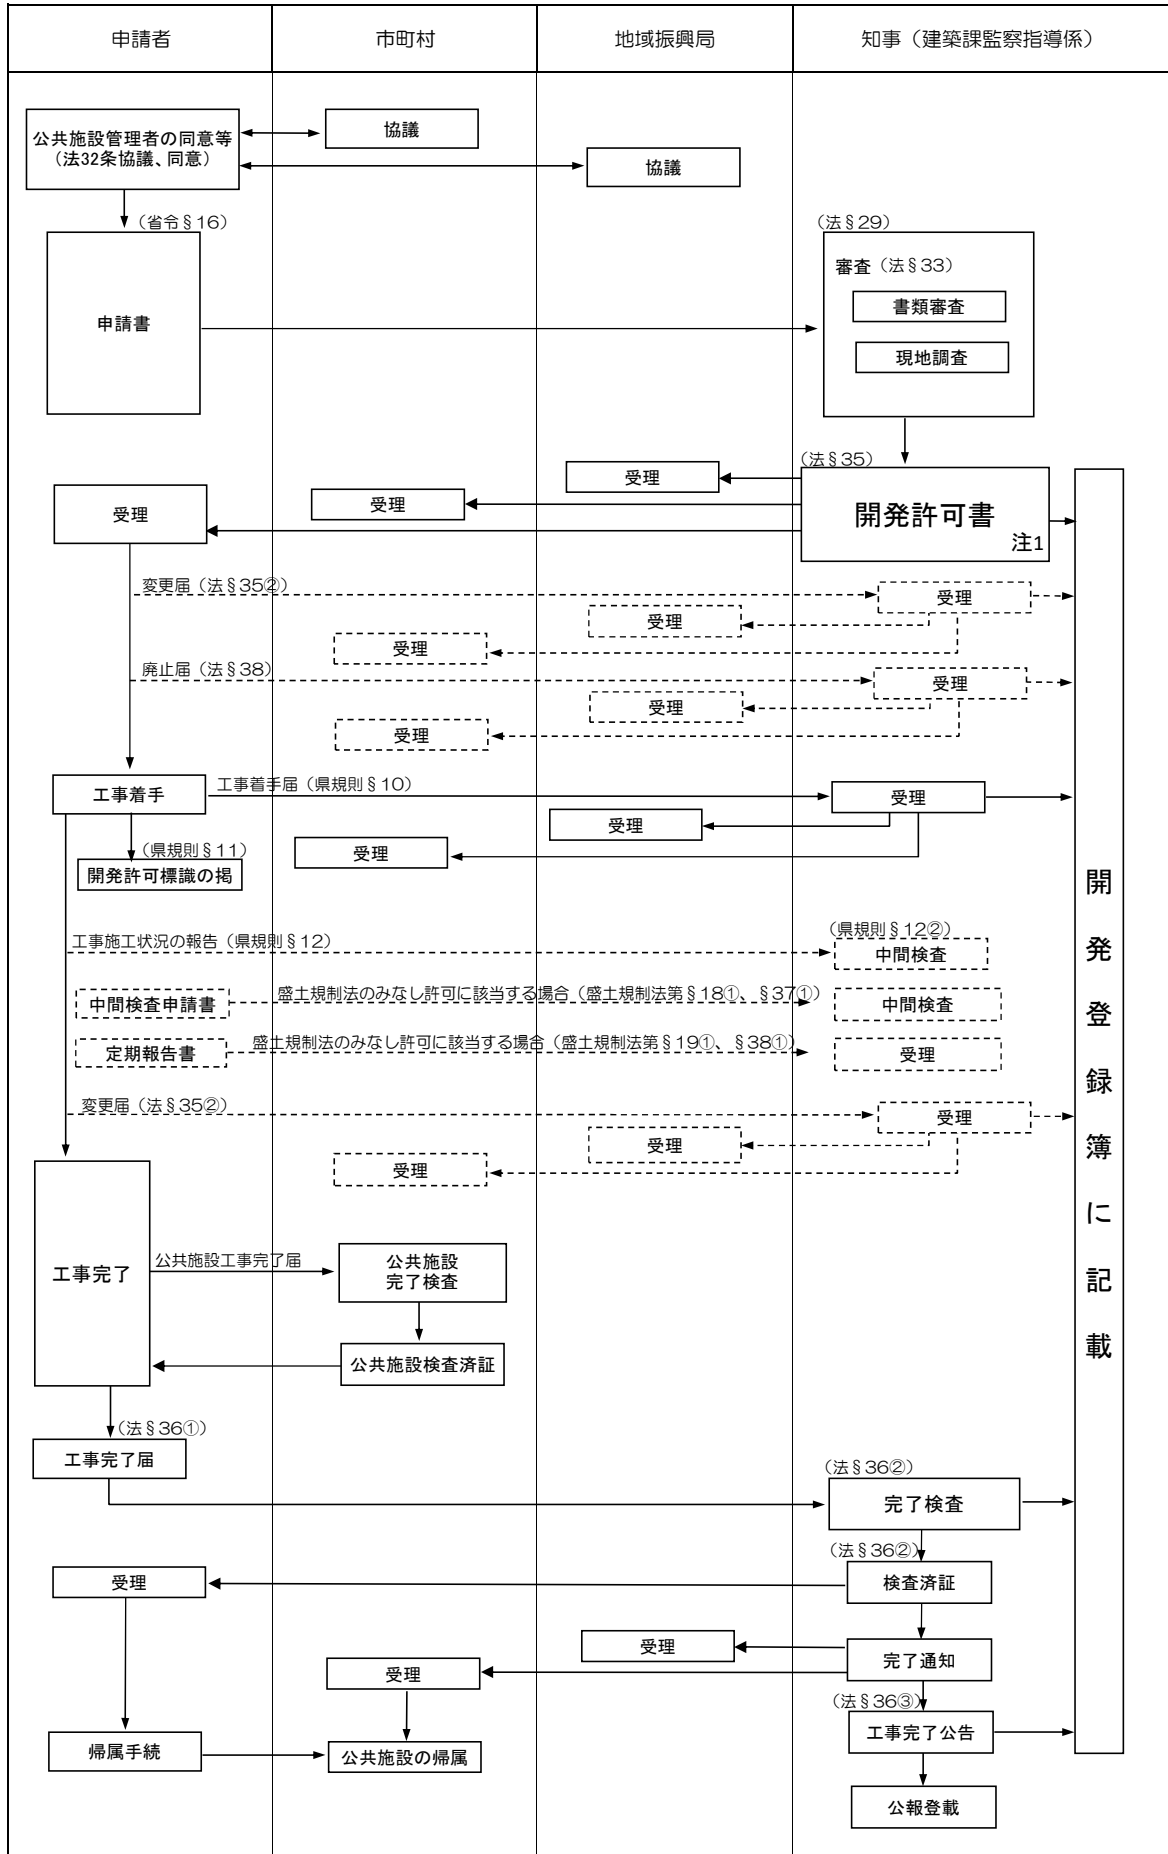 申請者
市町村
地域振興局
知事（建築課監察指導係）
公共施設管理者の同意等
（法32条協議、同意）
協議
協議
（省令§16）
申請書
（法§29）
審査（法§33）
書類審査
現地調査
（法§35）
開発許可書
注1
受理
受理
受理
変更届（法§35②）
受理
受理
受理
廃止届（法§38）
受理
受理
受理
工事着手
工事着手届（県規則§10）
受理
受理
受理
（県規則§11）
開発許可標識の掲
工事施工状況の報告（県規則§12）
（県規則§12②）
中間検査
中間検査申請書
盛土規制法のみなし許可に該当する場合（盛土規制法第§18①、§37①）
中間検査
定期報告書
盛土規制法のみなし許可に該当する場合（盛土規制法第§19①、§38①）
受理
変更届（法§35②）
受理
受理
受理
工事完了
公共施設工事完了届
公共施設
完了検査
公共施設検査済証
（法§36①）
工事完了届
（法§36②）
完了検査
（法§36②）
検査済証
受理
完了通知
受理
受理
（法§36③）
工事完了公告
帰属手続
公共施設の帰属
公報登載
開発登録簿に記載